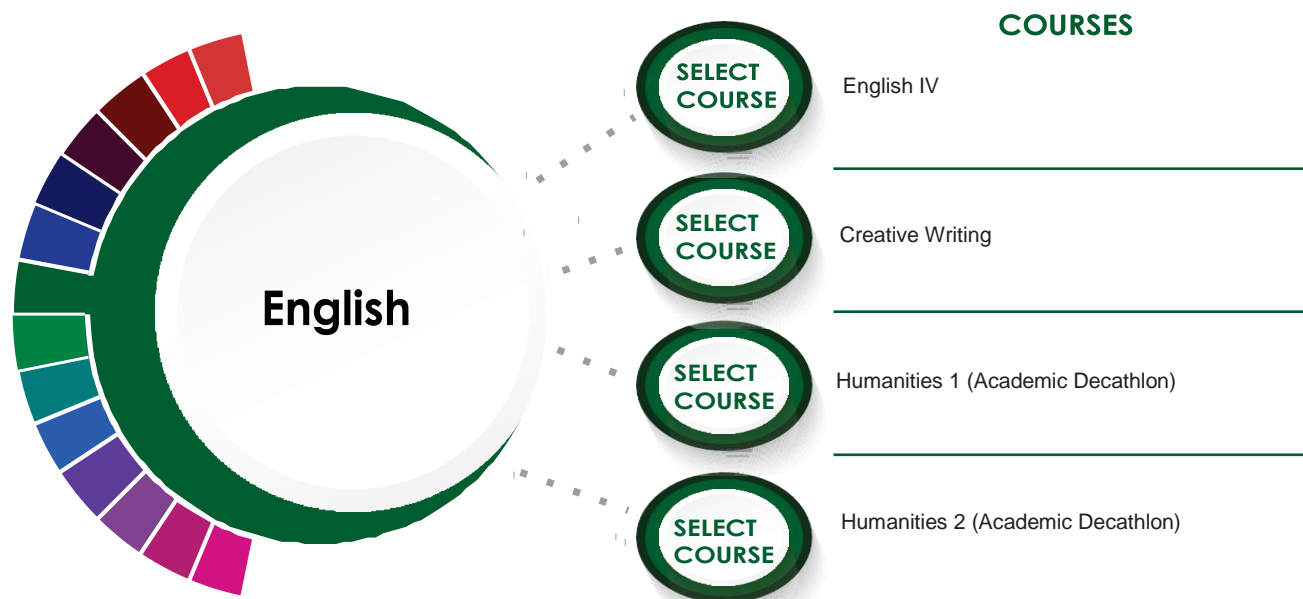 COURSES
English
SELECT
COURSE
English IV
SELECT
COURSE
Creative Writing
SELECT
COURSE
Humanities 1 (Academic Decathlon)
SELECT
COURSE
Humanities 2 (Academic Decathlon)